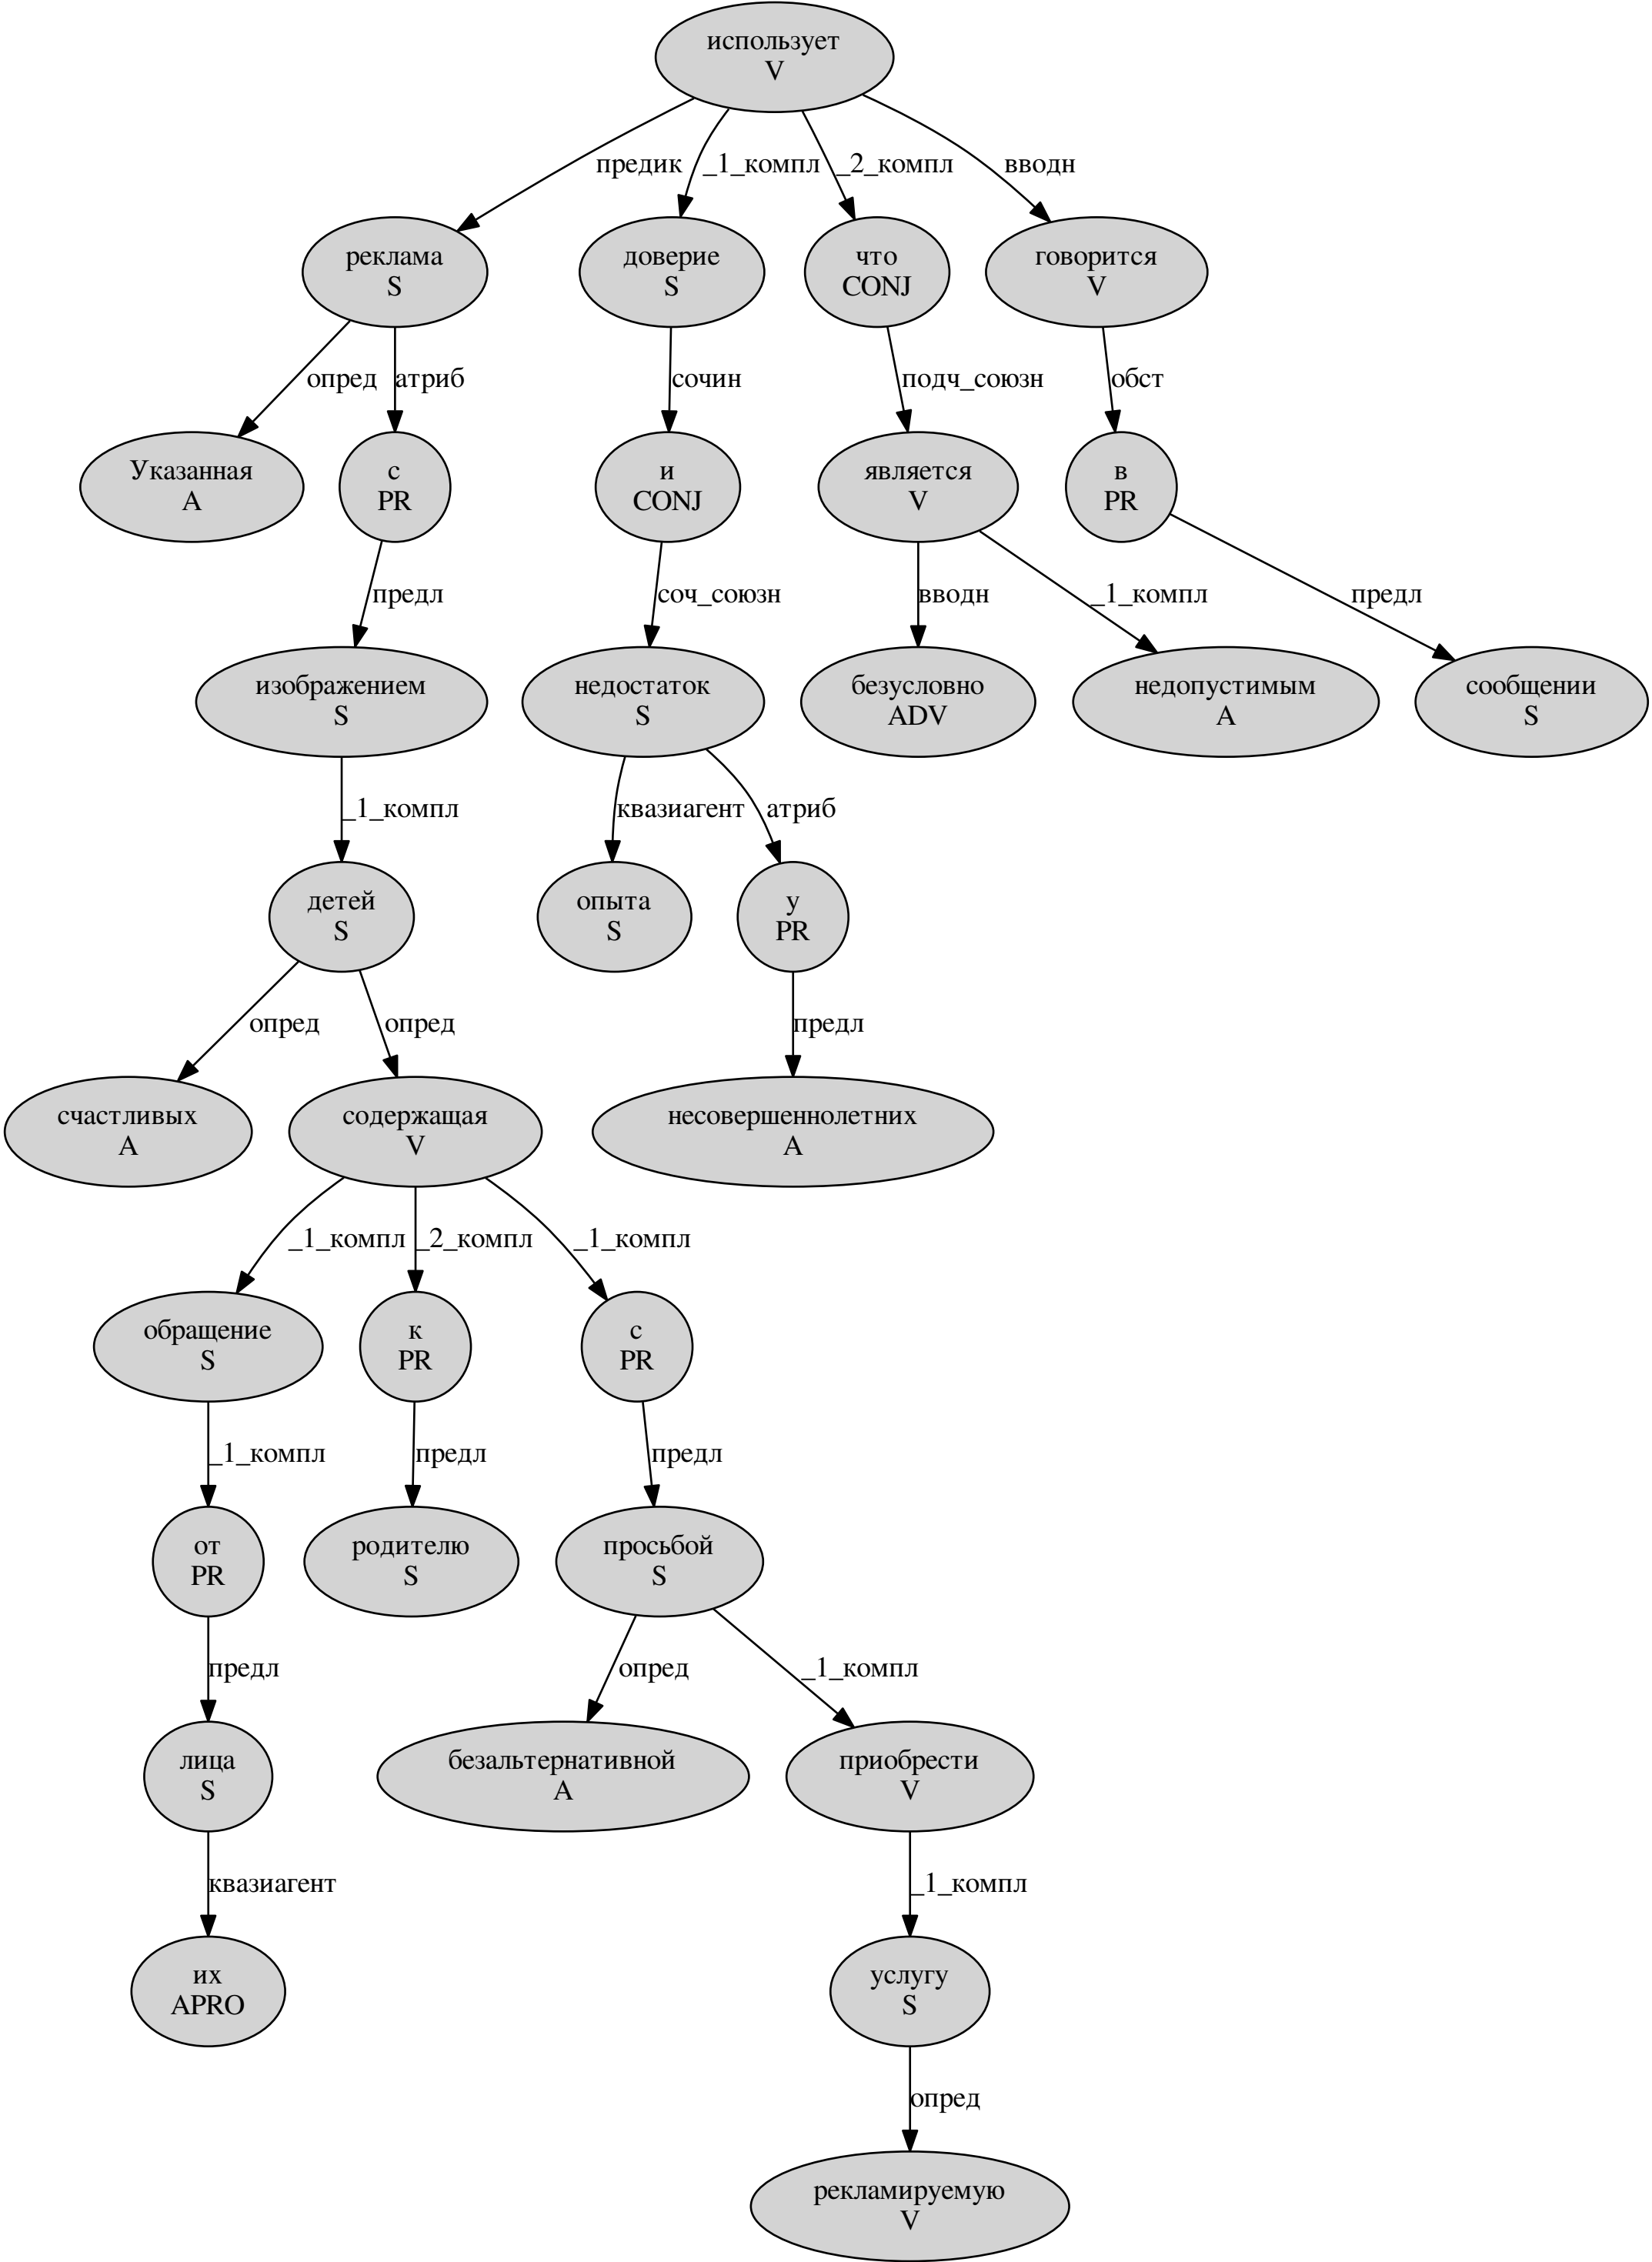 использует
V
предик
_1_компл
_2_компл
вводн
реклама
S
доверие
S
что
CONJ
говорится
V
опред
атриб
сочин
подч_союзн
обст
Указанная
A
с
PR
и
CONJ
является
V
в
PR
предл
соч_союзн
вводн
_1_компл
предл
изображением
S
недостаток
S
безусловно
ADV
недопустимым
A
сообщении
S
_1_компл
квазиагент
атриб
детей
S
опыта
S
у
PR
опред
опред
предл
счастливых
A
содержащая
V
несовершеннолетних
A
_1_компл
_2_компл
_1_компл
обращение
S
к
PR
с
PR
_1_компл
предл
предл
от
PR
родителю
S
просьбой
S
предл
опред
_1_компл
лица
S
безальтернативной
A
приобрести
V
квазиагент
_1_компл
их
APRO
услугу
S
опред
рекламируемую
V